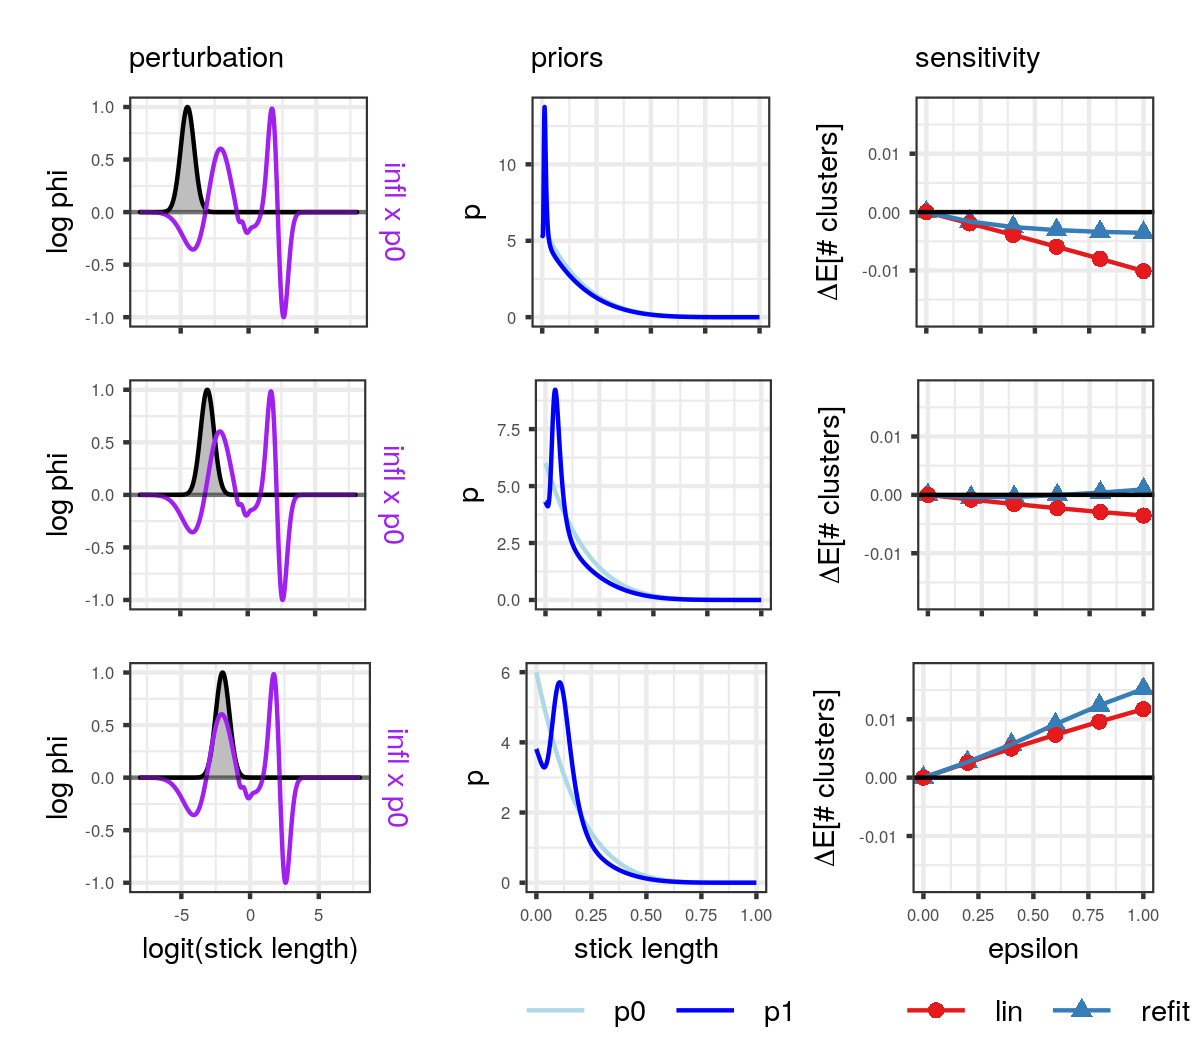 perturbation
priors
sensitivity
log phi
1.0
0.5
0.0
-0.5
-1.0
infl x p0
p
10
5
0
ΔE[# clusters]
0.01
0.00
-0.01
log phi
1.0
0.5
0.0
-0.5
-1.0
infl x p0
p
7.5
5.0
2.5
0.0
ΔE[# clusters]
0.01
0.00
-0.01
log phi
1.0
0.5
0.0
-0.5
-1.0
-5 0 5
logit(stick length)
infl x p0
p
6
4
2
0
0.00 0.25 0.50 0.75 1.00
stick length
ΔE[# clusters]
0.01
0.00
-0.01
0.00 0.25 0.50 0.75 1.00
epsilon
p0 p1
lin refit